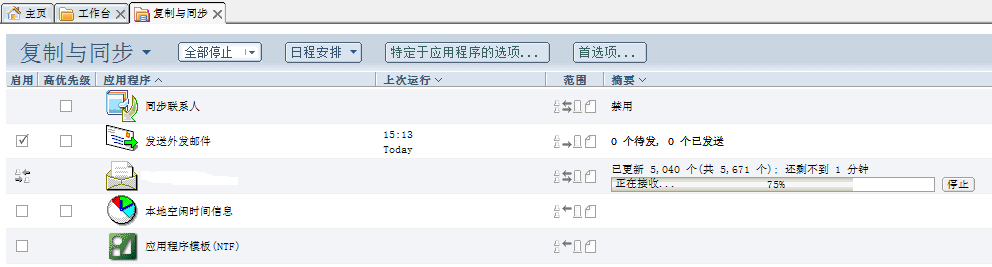 主页 工作台 复制与同步
复制与同步 全部停止 日程安排 特定于应用程序的选项... 首选项...
启用 高优先级 应用程序 上次运行 范围 摘要
同步联系人 禁用
发送外发邮件 15:13 0 个待发, 0 个已发送
Today
已更新 5,040 个(共 5,671 个); 还剩不到 1 分钟
正在接收... 75% 停止
本地空闲时间信息
应用程序模板(NTF)